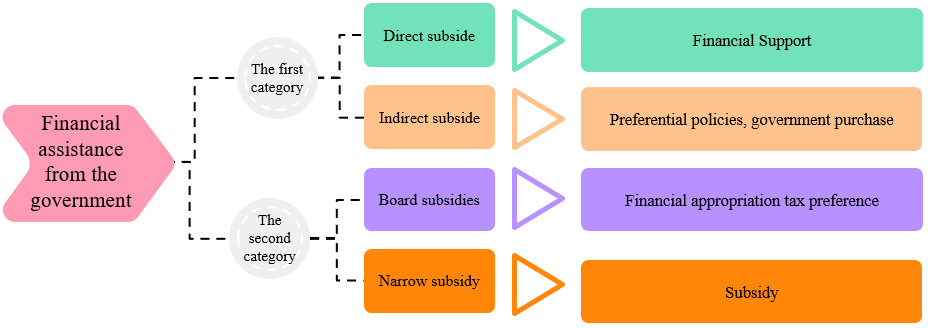 Financial
assistance
from the
government
The first
category
Direct subside
Financial Support
Indirect subside
Preferential policies, government purchase
The
second
category
Board subsidies
Financial appropriation tax preference
Narrow subsidy
Subsidy